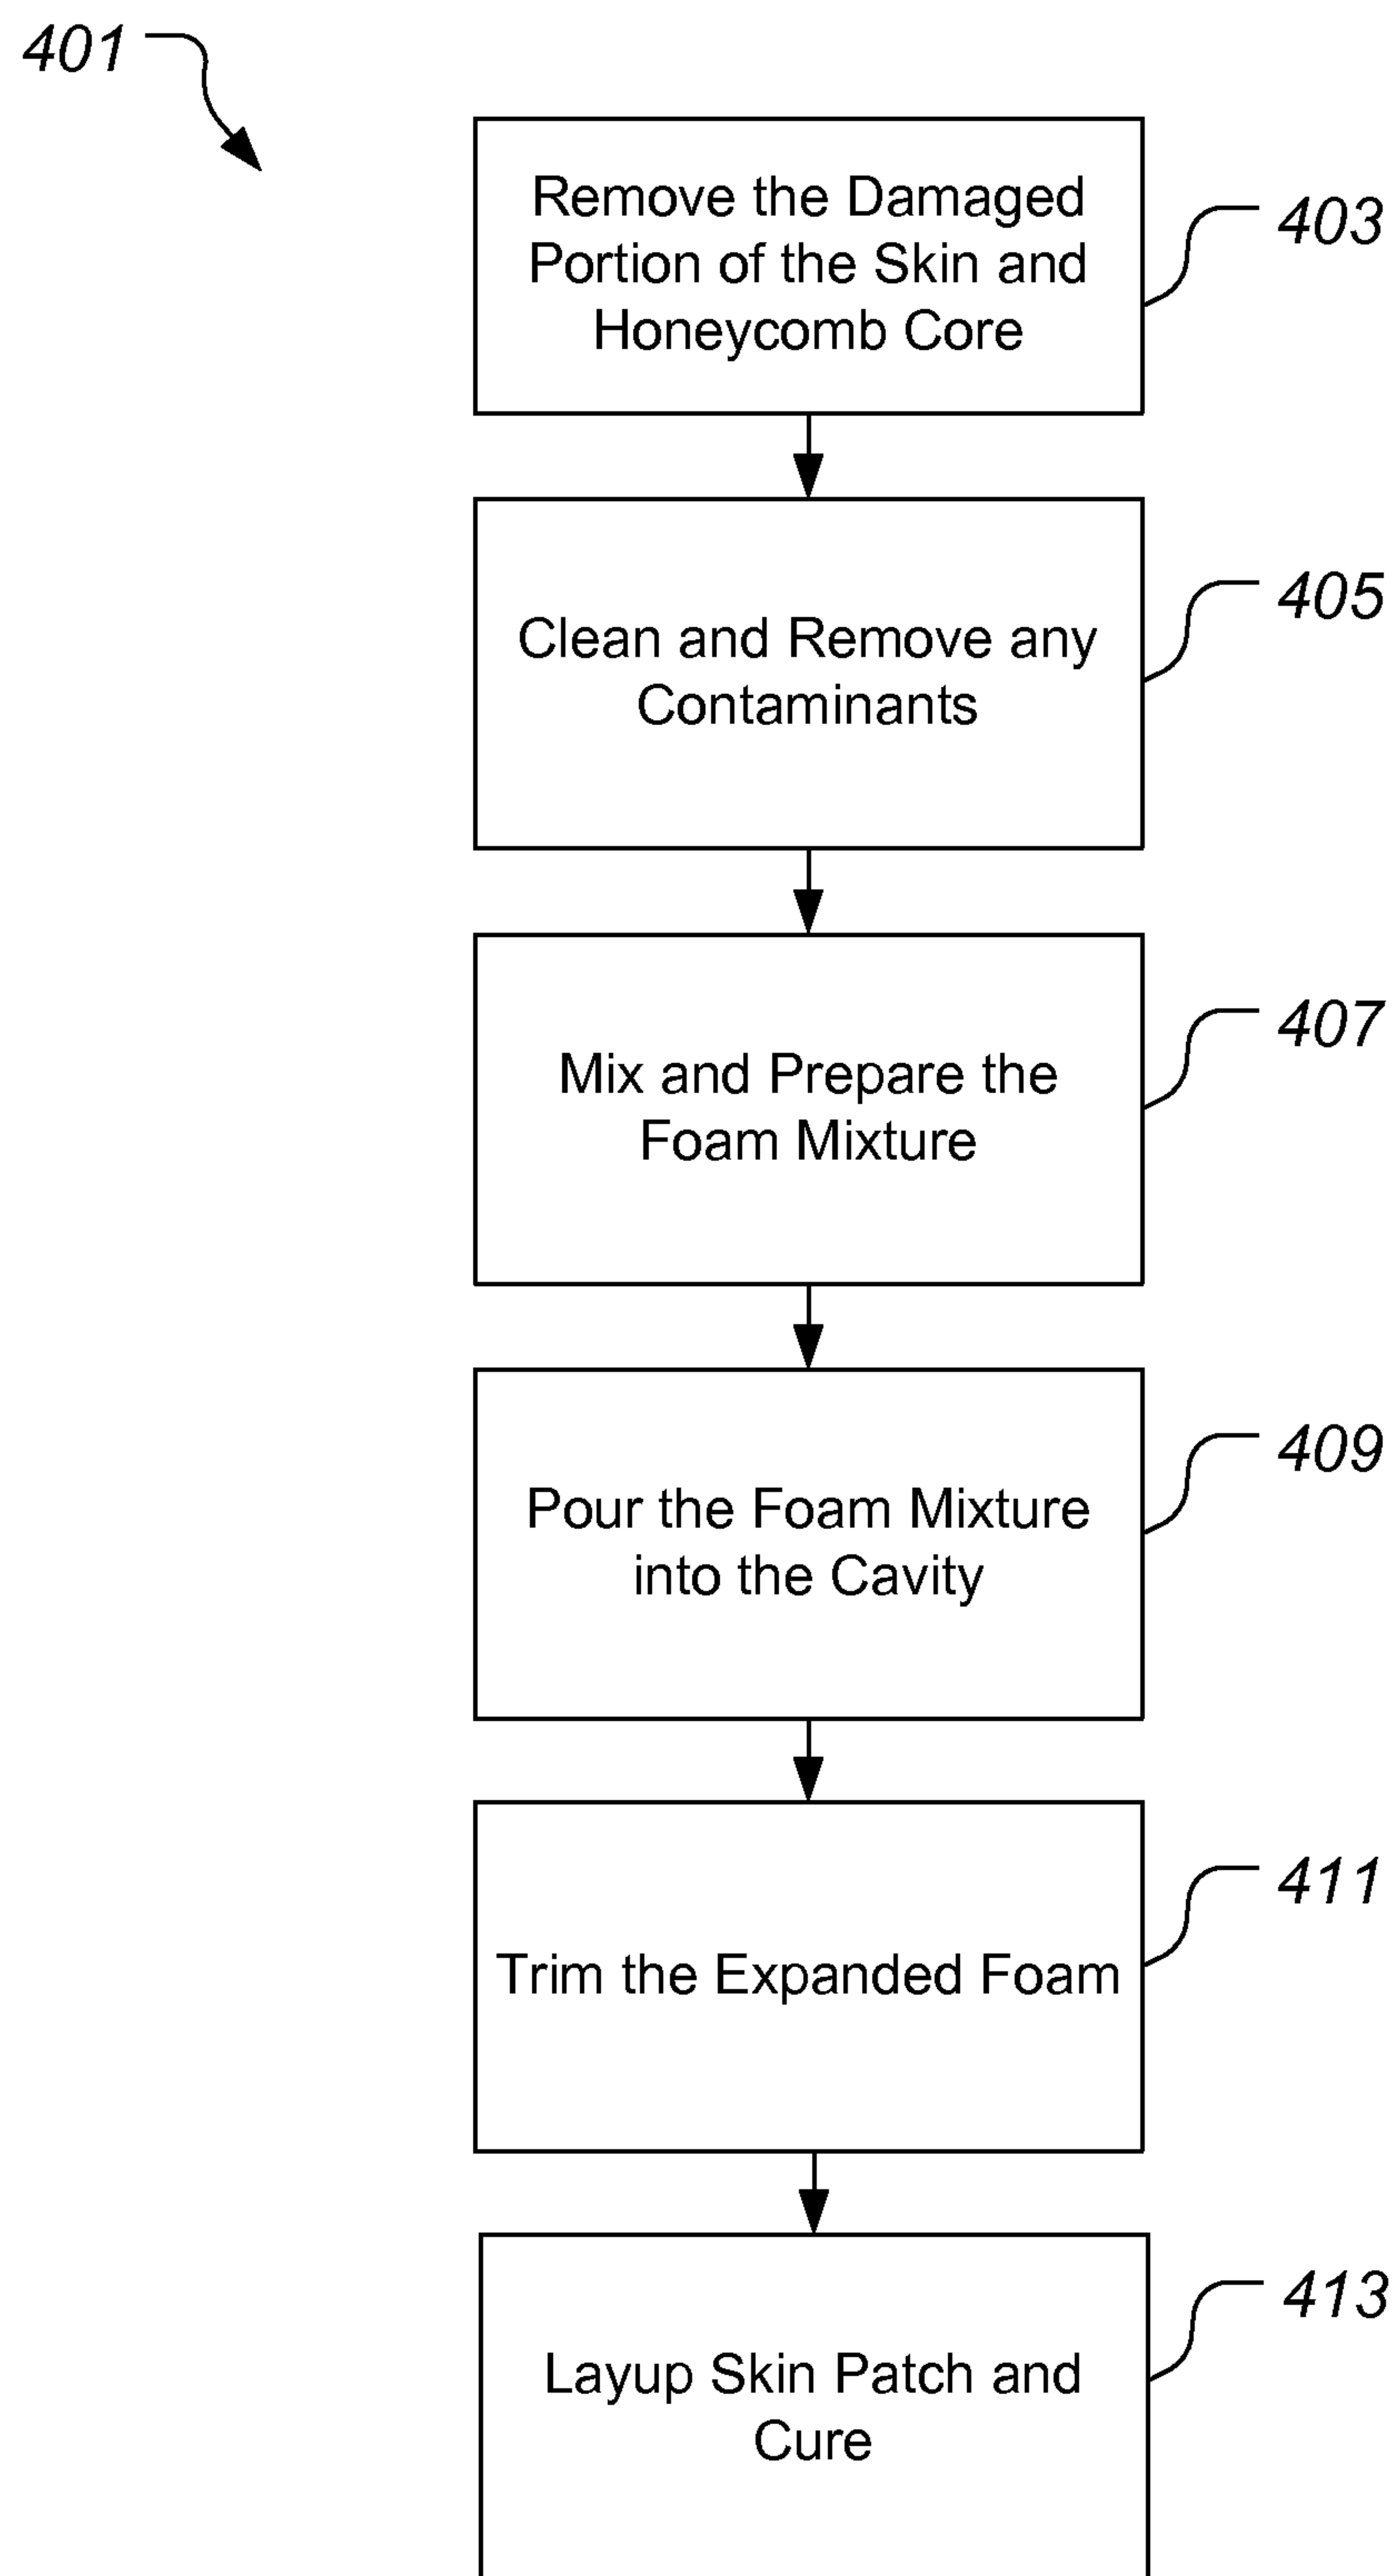 401
Remove the Damaged
Portion of the Skin and
Honeycomb Core
403
Clean and Remove any
Contaminants
405
Mix and Prepare the
Foam Mixture
407
Pour the Foam Mixture
into the Cavity
409
Trim the Expanded Foam
411
Layup Skin Patch and
Cure
413